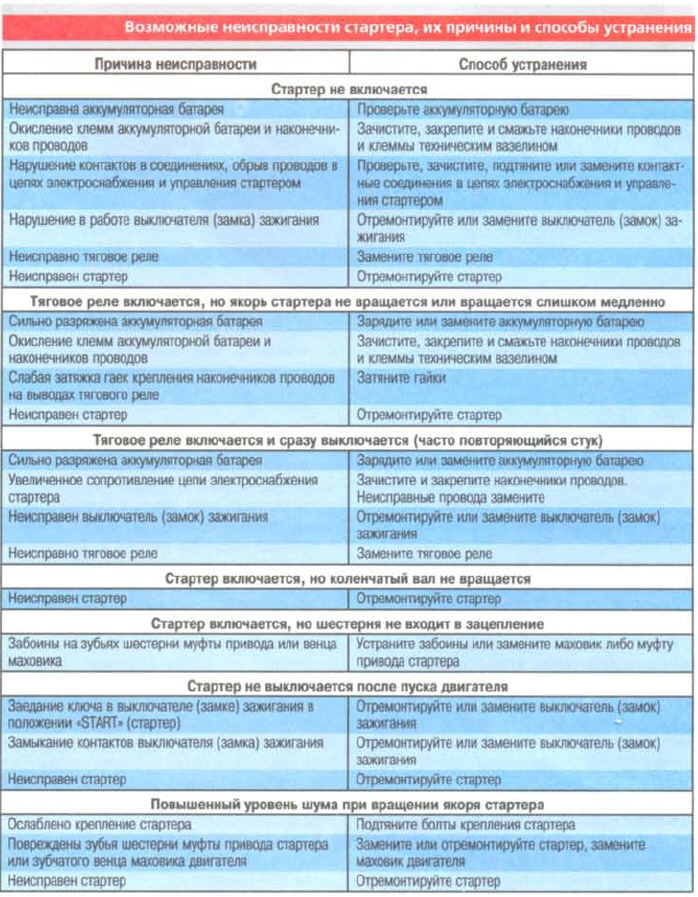 Возможные неисправности стартера, их причины и способы устранения
Причина неисправности
Способ устранения
Стартер не включается
Неисправна аккумуляторная батарея
Проверьте аккумуляторную батарею
Окисление клемм аккумуляторной батареи и наконечни-
ков проводов
Зачистите, закрепите и смажьте наконечники проводов
и клеммы техническим вазелином
Нарушение контактов в соединениях, обрыв проводов в
цепях электроснабжения и управления стартером
Проверьте, зачистите, подтяните или замените контакт-
ные соединения в цепях электроснабжения и управле-
ния стартером
Нарушение в работе выключателя (замка) зажигания
Отремонтируйте или замените выключатель (замок) за-
жигания
Неисправно тяговое реле
Замените тяговое реле
Неисправен стартер
Отремонтируйте стартер
Тяговое реле включается, но якорь стартера не вращается или вращается слишком медленно
Сильно разряжена аккумуляторная батарея
Зарядите или замените аккумуляторную батарею
Окисление клемм аккумуляторной батареи и
наконечников проводов
Зачистите, закрепите и смажьте наконечники проводов
и клеммы техническим вазелином
Слабая затяжка гаек крепления наконечников проводов
на выводах тягового реле
Затяните гайки
Неисправен стартер
Отремонтируйте стартер
Тяговое реле включается и сразу выключается (часто повторяющийся стук)
Сильно разряжена аккумуляторная батарея
Зарядите или замените аккумуляторную батарею
Увеличенное сопротивление цепи электроснабжения
стартера
Зачистите и закрепите наконечники проводов.
Неисправные провода замените
Неисправен выключатель (замок) зажигания
Отремонтируйте или замените выключатель (замок)
зажигания
Неисправно тяговое реле
Замените тяговое реле
Стартер включается, но коленчатый вал не вращается
Неисправен стартер
Отремонтируйте стартер
Стартер включается, но шестерня не входит в зацепление
Забоины на зубьях шестерни муфты привода или венца
маховика
Устраните забоины или замените маховик либо муфту
привода стартера
Стартер не выключается после пуска двигателя
Заедание ключа в выключателе (замке) зажигания в
положении «START» (стартер)
Отремонтируйте или замените выключатель (замок)
зажигания
Замыкание контактов выключателя (замка) зажигания
Отремонтируйте или замените выключатель (замок)
зажигания
Неисправен стартер
Отремонтируйте стартер
Повышенный уровень шума при вращении якоря стартера
Ослаблено крепление стартера
Подтяните болты крепления стартера
Повреждены зубья шестерни муфты привода стартера
или зубчатого венца маховика двигателя
Замените или отремонтируйте стартер, замените
маховик двигателя
Неисправен стартер
Отремонтируйте стартер